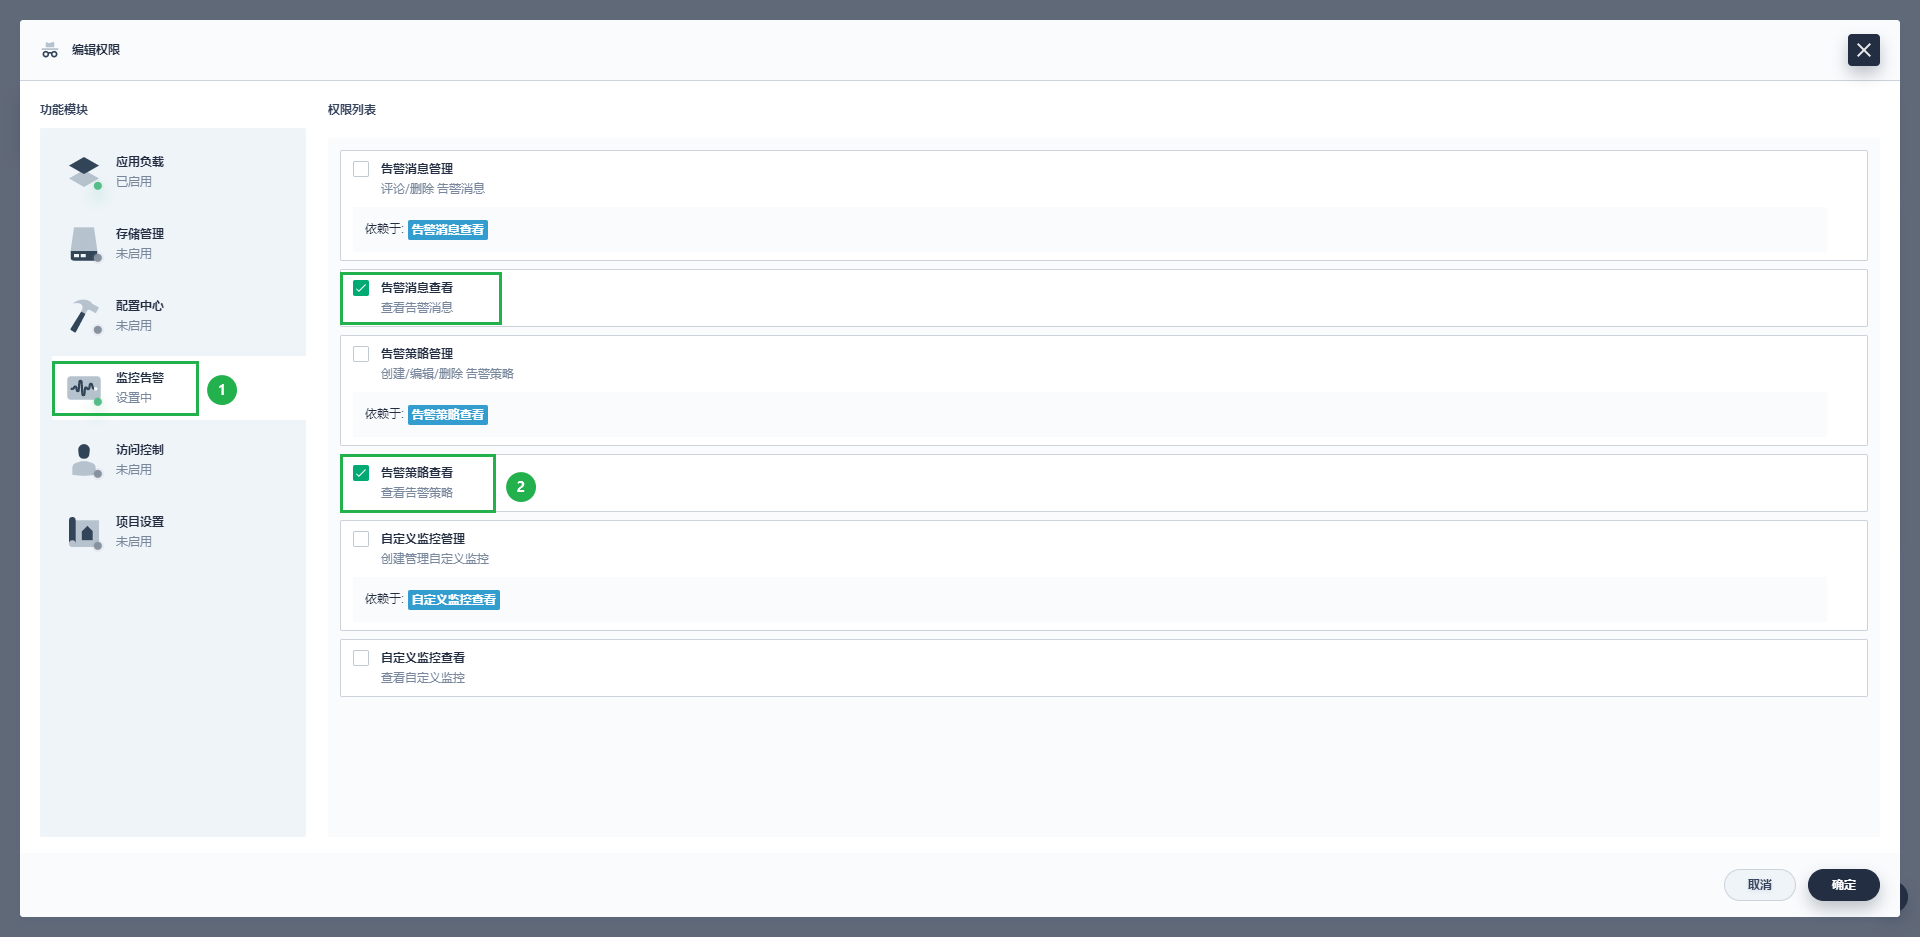 编辑权限
功能模块
应用负载
已启用
存储管理
未启用
配置中心
未启用
监控告警
设置中
1
访问控制
未启用
项目设置
未启用
权限列表
告警消息管理
评论/删除 告警消息
依赖于: 告警消息查看
告警消息查看
查看告警消息
告警策略管理
创建/编辑/删除 告警策略
依赖于: 告警策略查看
告警策略查看
查看告警策略
2
自定义监控管理
创建管理自定义监控
依赖于: 自定义监控查看
自定义监控查看
查看自定义监控
取消
确定